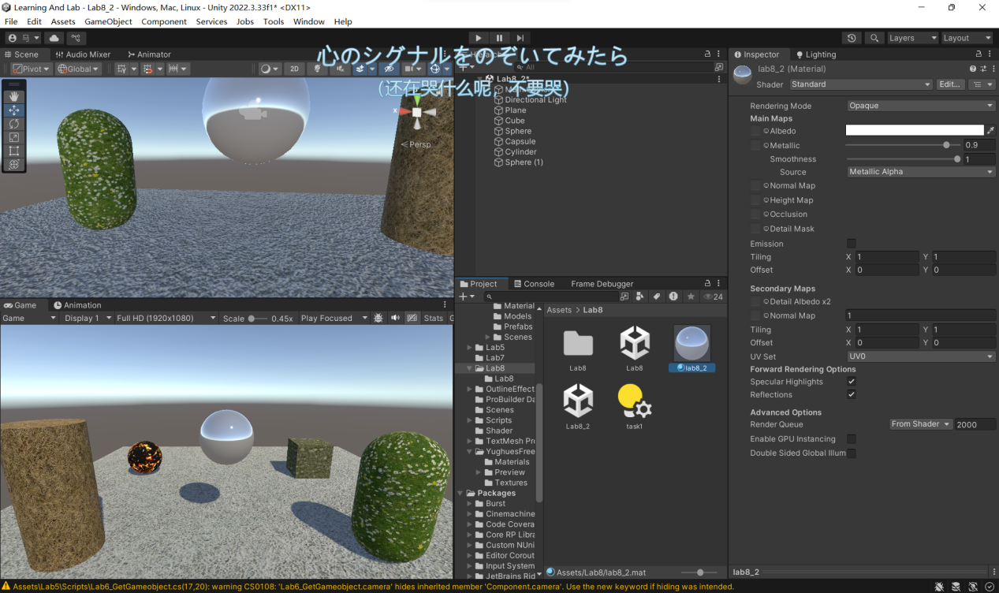 Learning And Lab - Lab8_2 - Windows, Mac, Linux - Unity 2022.3.33f1* <DX11>
File Edit Assets GameObject Component Services Jobs Tools Window Help
Layers Layout
Scene Audio Mixer Animator
Pivot Global 2D
心のシグナルをのぞいてみたら
(还在哭什么呢，不要哭)
x
Persp
All
Lab8_2*
Directional Light
Plane
Cube
Sphere
Capsule
Cylinder
Sphere (1)
Game Animation
Game Display 1 Full HD (1920x1080) Scale 0.45x Play Focused Stats G
Project Console Frame Debugger
24
Material
Models
Prefabs
Scenes
Lab5
Lab7
Lab8
Lab8
OutlineEffect
ProBuilder Da
Scenes
Scripts
Shader
TextMesh Pro
YughuesFree
Materials
Preview
Textures
Packages
Burst
Cinemachine
Code Covera
Core RP Libra
Custom NUni
Editor Corout
Input System
JetBrains Rid
Assets > Lab8
Lab8
Lab8
lab8_2
Lab8_2
task1
Assets/Lab8/lab8_2.mat
Inspector Lighting
lab8_2 (Material)
Shader Standard Edit...
Rendering Mode Opaque
Main Maps
Albedo
Metallic 0.9
Smoothness 1
Source Metallic Alpha
Normal Map
Height Map
Occlusion
Detail Mask
Emission
Tiling X 1 Y 1
Offset X 0 Y 0
Secondary Maps
Detail Albedo x2
Normal Map 1
Tiling X 1 Y 1
Offset X 0 Y 0
UV Set UV0
Forward Rendering Options
Specular Highlights
Reflections
Advanced Options
Render Queue From Shader 2000
Enable GPU Instancing
Double Sided Global Illum
lab8_2
Assets\Lab5\Scripts\Lab6_GetGameobject.cs(17,20): warning CS0108: 'Lab6_GetGameobject.camera' hides inherited member 'Component.camera'. Use the new keyword if hiding was intended.